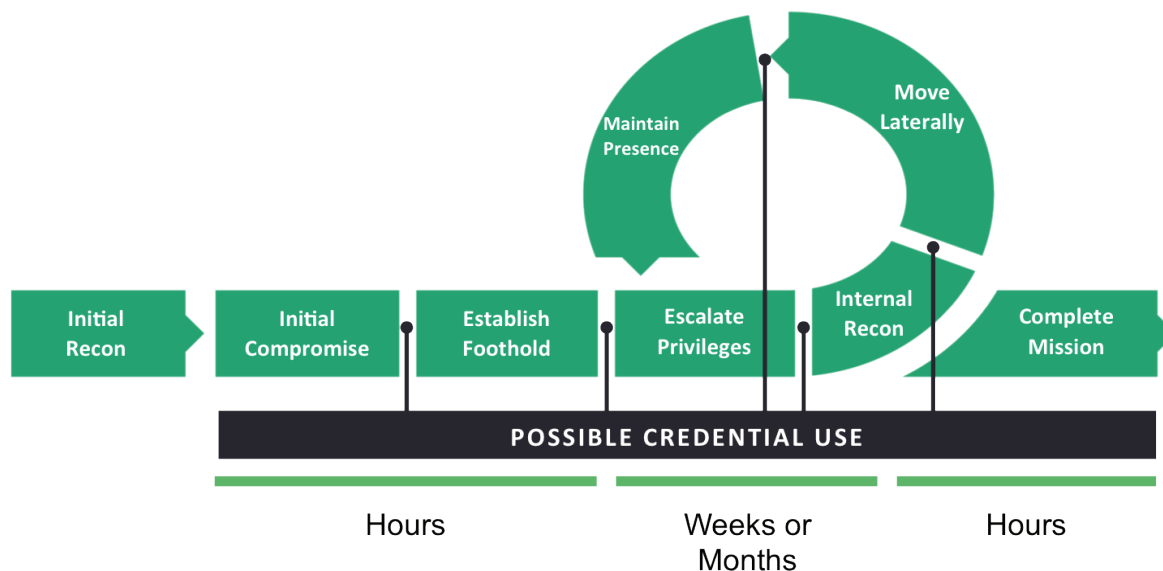 Maintain
Presence
Move
Laterally
Initial
Recon
Initial
Compromise
Establish
Foothold
Escalate
Privileges
Internal
Recon
Complete
Mission
POSSIBLE CREDENTIAL USE
Hours
Weeks or
Months
Hours